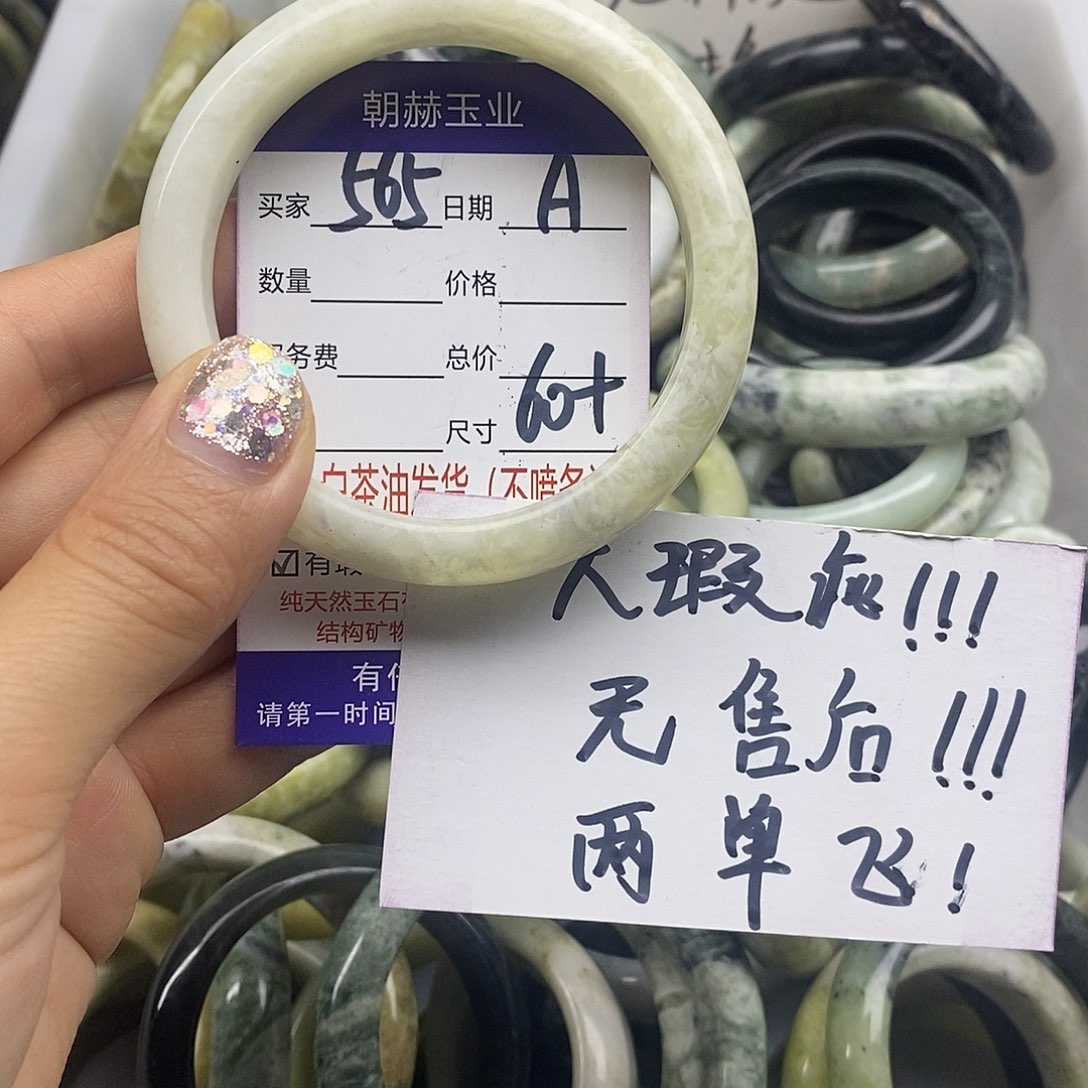 朝赫玉业
买家 565 日期 A
数量 价格
务费 总价
尺寸 60+
白茶油发货（不喷
有瑕
纯天然玉石
结构矿物
有
请第一时间
大瑕疵!!!
无售后!!!
两单飞!